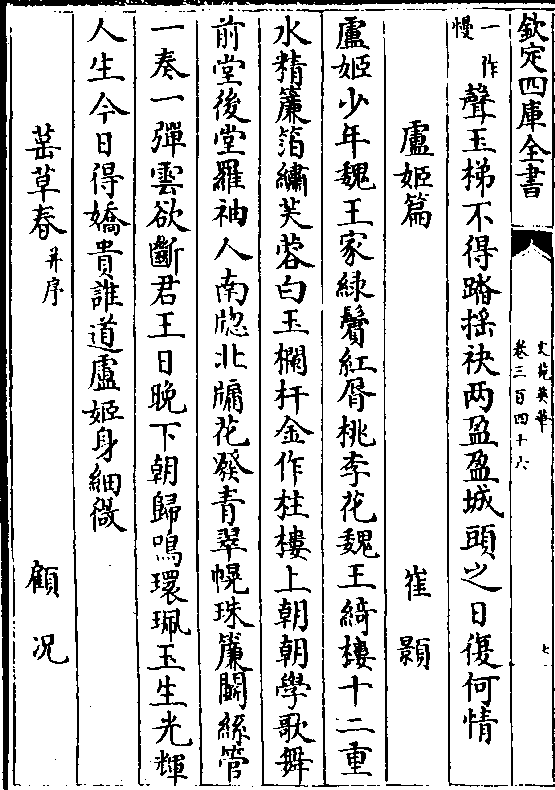 欽定四庫全書
文苑英華
卷三百四十六
七
一作慢聲玉梯不得蹋揺袂两盈盈城頭之日復何情
盧姬篇 崔顥
盧姬少年魏王家緑鬢紅脣桃李花魏王綺樓十二重
水精簾箔繡芙蓉白玉欄杆金作柱樓上朝朝學歌舞
前堂後堂羅袖人南牕北牖花發青翠幌珠簾鬭絲管
一奏一彈雲欲斷君王日晚下朝歸鳴環珮玉生光輝
人生今日得嬌貴誰道盧姬身細微
草春并序 顧况